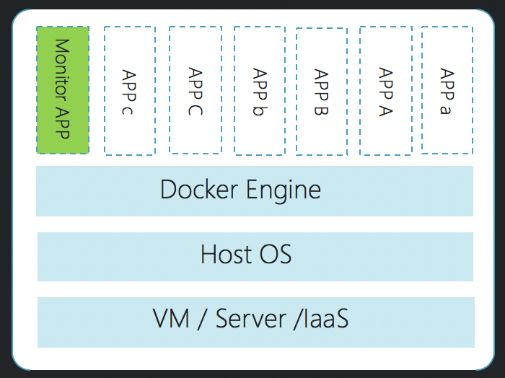 Monitor APP
APP c
APP C
APP b
APP B
APP A
APP a
Docker Engine
Host OS
VM / Server /IaaS